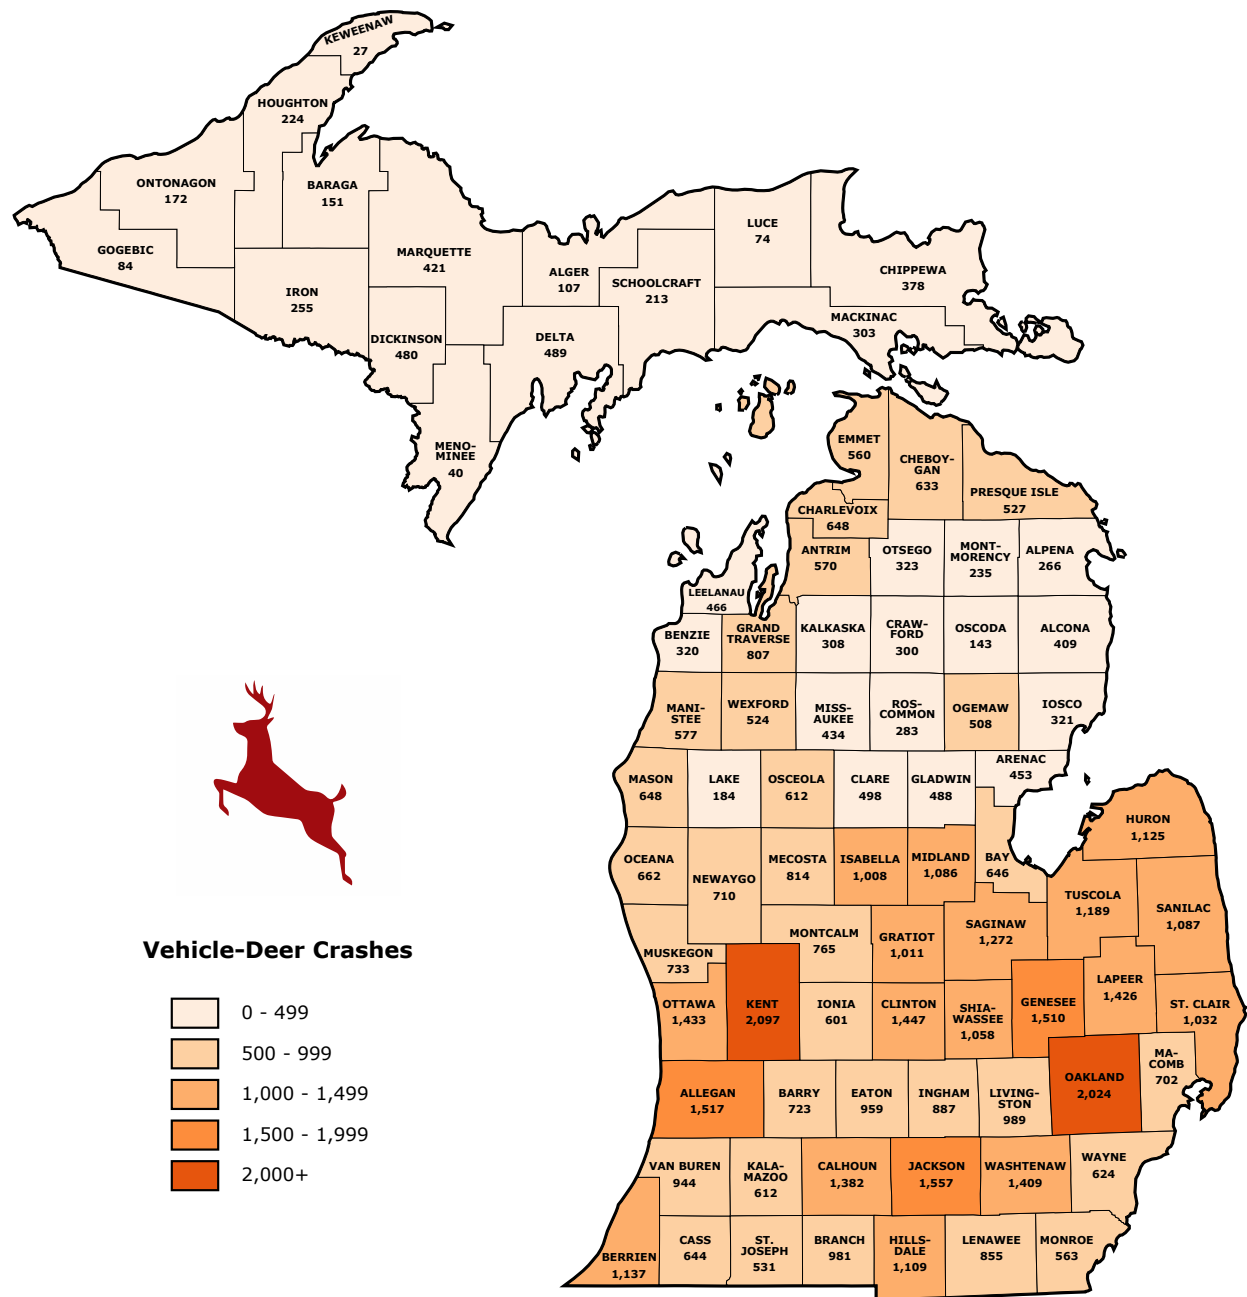 KEWEENAW
27
HOUGHTON
224
ONTONAGON
172
BARAGA
151
GOGEBIC
84
MARQUETTE
421
IRON
255
DICKINSON
480
ALGER
107
LUCE
74
SCHOOLCRAFT
213
CHIPPEWA
378
MACKINAC
303
DELTA
489
MENO-
MINEE
40
EMMET
560
CHEBOY-
GAN
633
PRESQUE ISLE
527
CHARLEVOIX
648
ANTRIM
570
OTSEGO
323
MONT-
MORENCY
235
ALPENA
266
LEELANAU
466
BENZIE
320
GRAND
TRAVERSE
807
KALKASKA
308
CRAW-
FORD
300
OSCODA
143
ALCONA
409
MANI-
STEE
577
WEXFORD
524
MISS-
AUKEE
434
ROS-
COMMON
283
OGEMAW
508
IOSCO
321
MASON
648
LAKE
184
OSCEOLA
612
CLARE
498
GLADWIN
488
ARENAC
453
HURON
1,125
OCEANA
662
NEWAYGO
710
MECOSTA
814
ISABELLA
1,008
MIDLAND
1,086
BAY
646
TUSCOLA
1,189
SANILAC
1,087
MUSKEGON
733
MONTCALM
765
GRATIOT
1,011
SAGINAW
1,272
LAPEER
1,426
OTTAWA
1,433
KENT
2,097
IONIA
601
CLINTON
1,447
SHIA-
WASSEE
1,058
GENESEE
1,510
ST. CLAIR
1,032
ALLEGAN
1,517
BARRY
723
EATON
959
INGHAM
887
LIVING-
STON
989
OAKLAND
2,024
MA-
COMB
702
VAN BUREN
944
KALA-
MAZOO
612
CALHOUN
1,382
JACKSON
1,557
WASHTENAW
1,409
WAYNE
624
BERRIEN
1,137
CASS
644
ST.
JOSEPH
531
BRANCH
981
HILLS-
DALE
1,109
LENAWEE
855
MONROE
563
Vehicle-Deer Crashes
0 - 499
500 - 999
1,000 - 1,499
1,500 - 1,999
2,000+